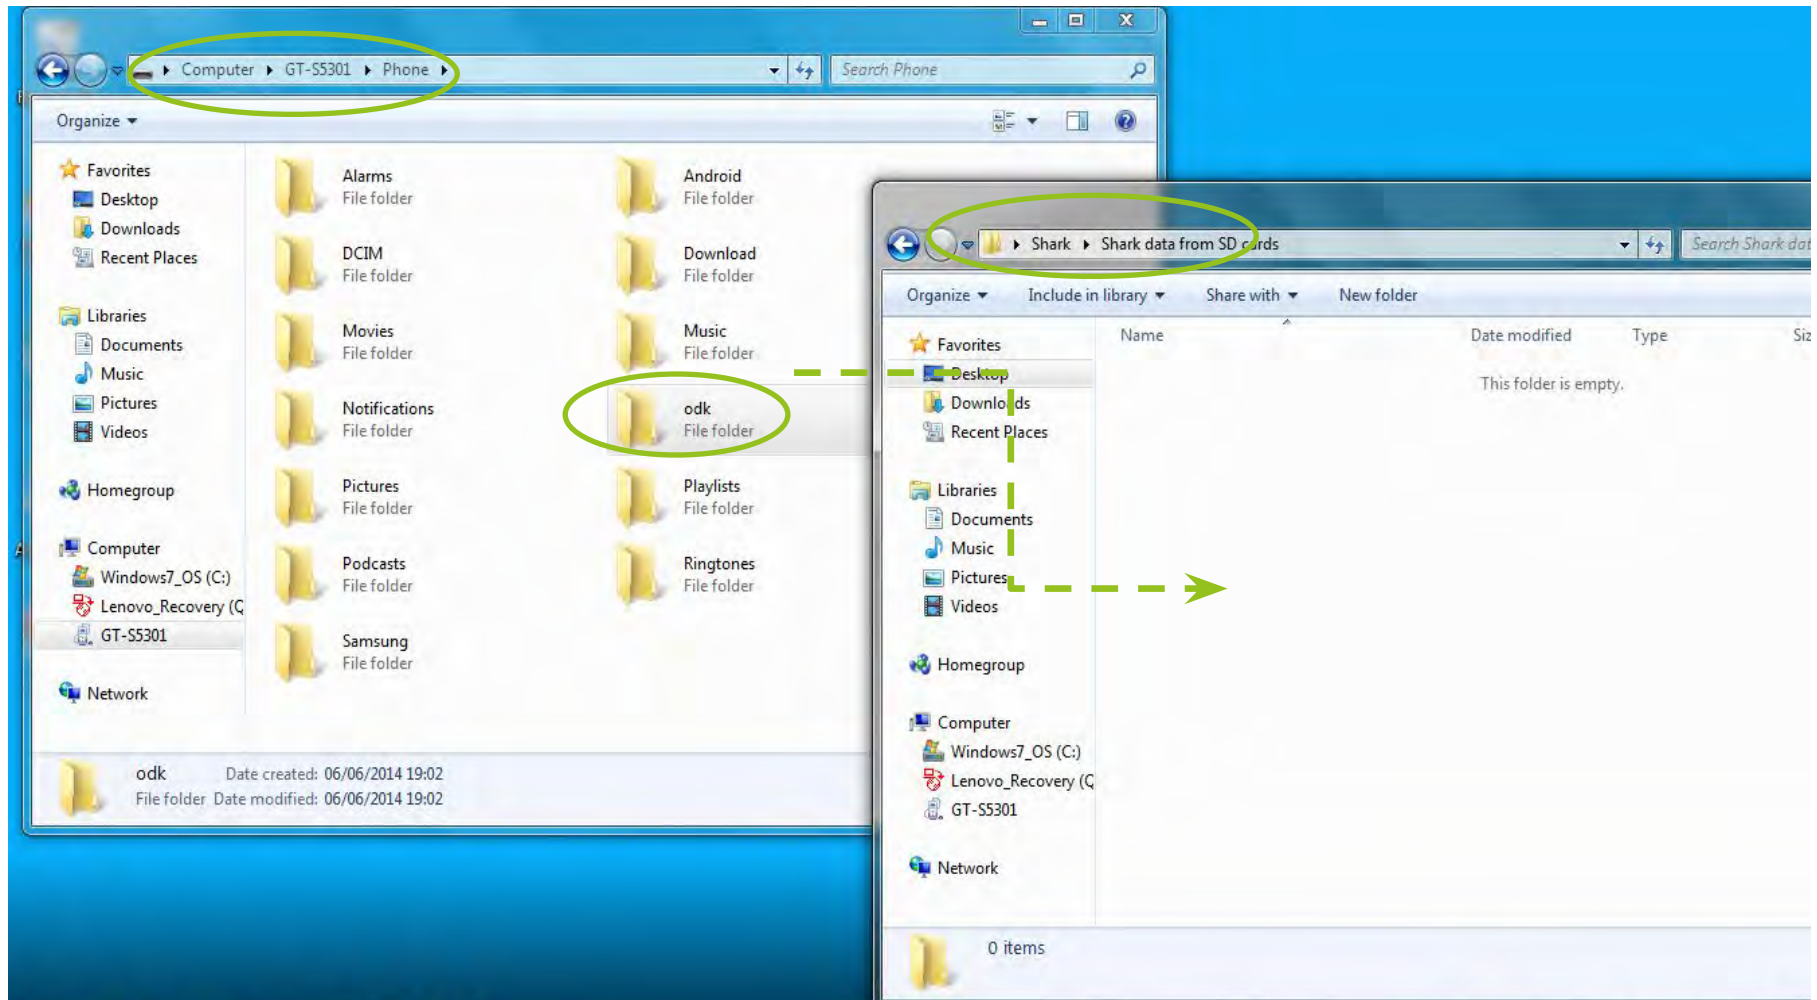 Computer GT-S5301 Phone
Search Phone
Organize
Favorites
Desktop
Downloads
Recent Places
Libraries
Documents
Music
Pictures
Videos
Homegroup
Computer
Windows7_OS (C:)
Lenovo_Recovery (Q
GT-S5301
Network
Alarms
File folder
Android
File folder
DCIM
File folder
Download
File folder
Movies
File folder
Music
File folder
Notifications
File folder
odk
File folder
Pictures
File folder
Playlists
File folder
Podcasts
File folder
Ringtones
File folder
Samsung
File folder
odk Date created: 06/06/2014 19:02
File folder Date modified: 06/06/2014 19:02
Shark Shark data from SD cards
Search Shark dat
Organize Include in library Share with New folder
Favorites
Desktop
Downloads
Recent Places
Libraries
Documents
Music
Pictures
Videos
Homegroup
Computer
Windows7_OS (C:)
Lenovo_Recovery (Q
GT-S5301
Network
Name Date modified Type Siz
This folder is empty.
0 items